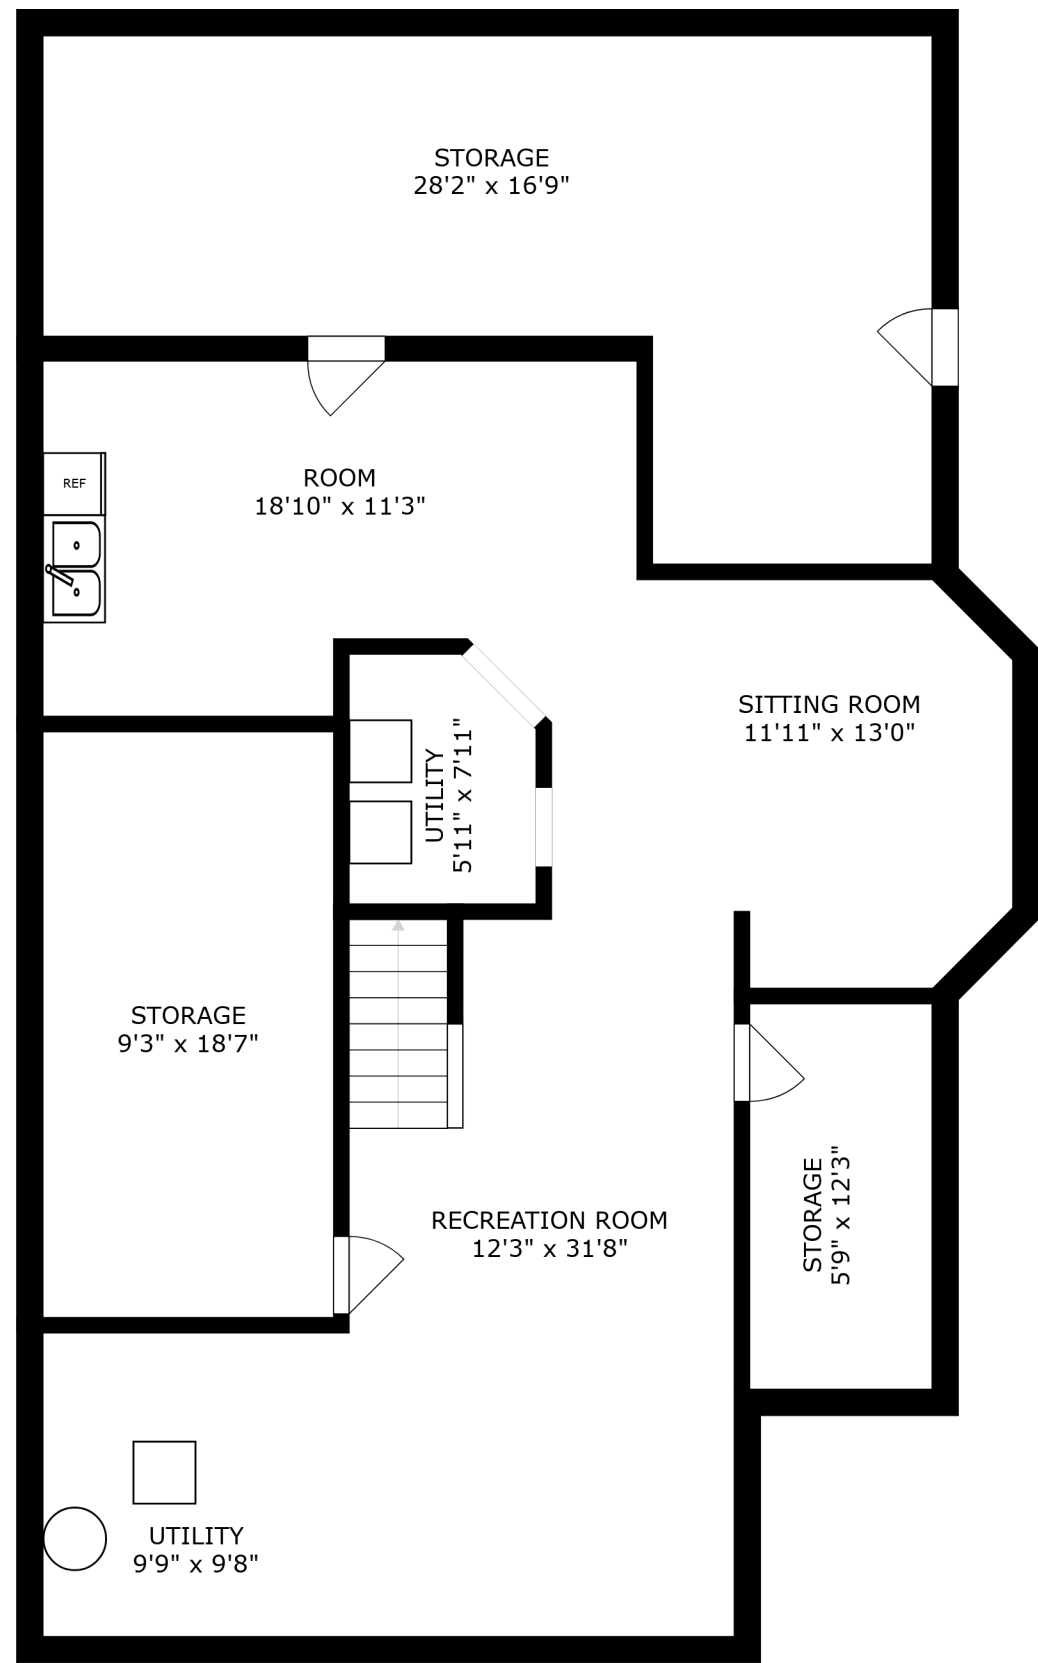 STORAGE
28'2" x 16'9"
ROOM
18'10" x 11'3"
REF
SITTING ROOM
11'11" x 13'0"
UTILITY
5'11" x 7'11"
STORAGE
9'3" x 18'7"
RECREATION ROOM
12'3" x 31'8"
STORAGE
5'9" x 12'3"
UTILITY
9'9" x 9'8"